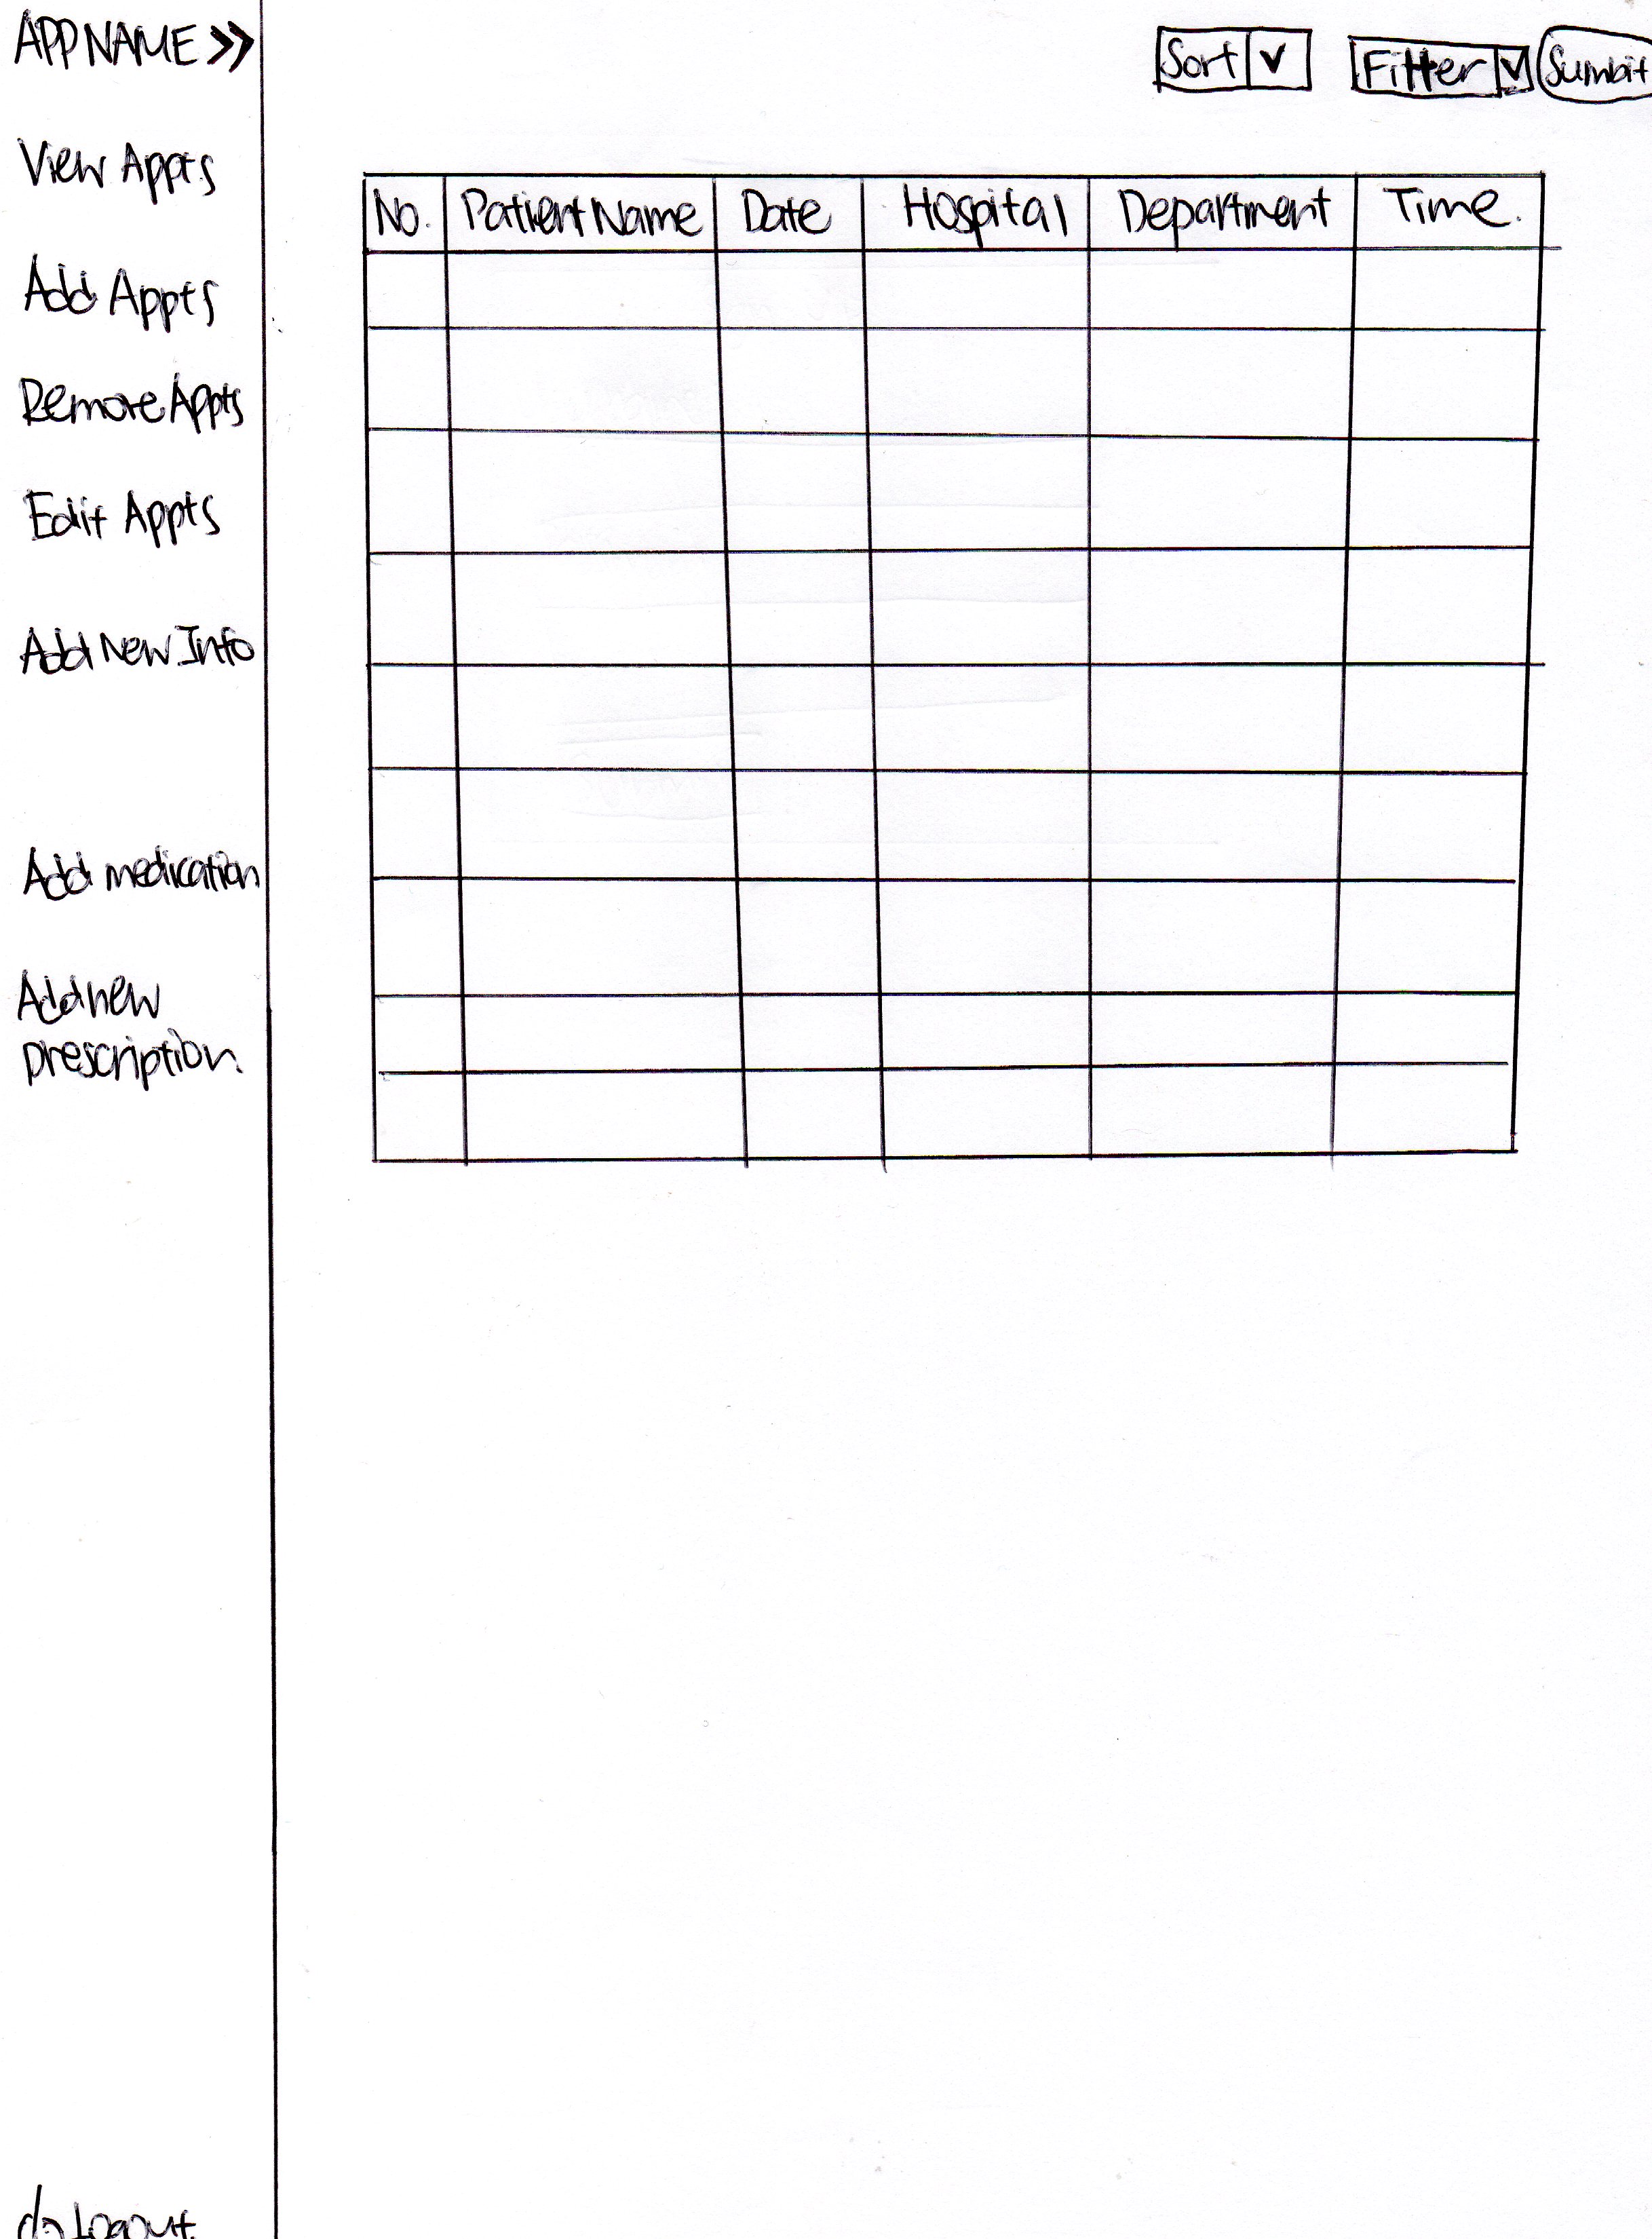 APP NAME >>
Sort V
Filter V
Sumbit
View Appts
Add Appts
Remove Appts
Edit Appts
Add New Info
Add medication
Add new
prescription
Logout
No. Patient Name Date Hospital Department Time.